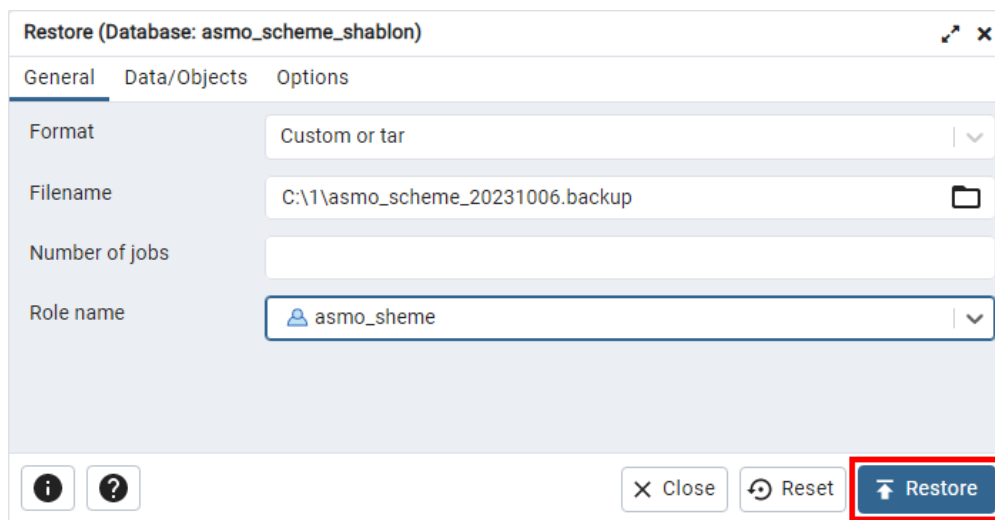 Restore (Database: asmo_scheme_shablon)
General Data/Objects Options
Format Custom or tar
Filename C:\1\asmo_scheme_20231006.backup
Number of jobs
Role name asmo_sheme
Close Reset Restore